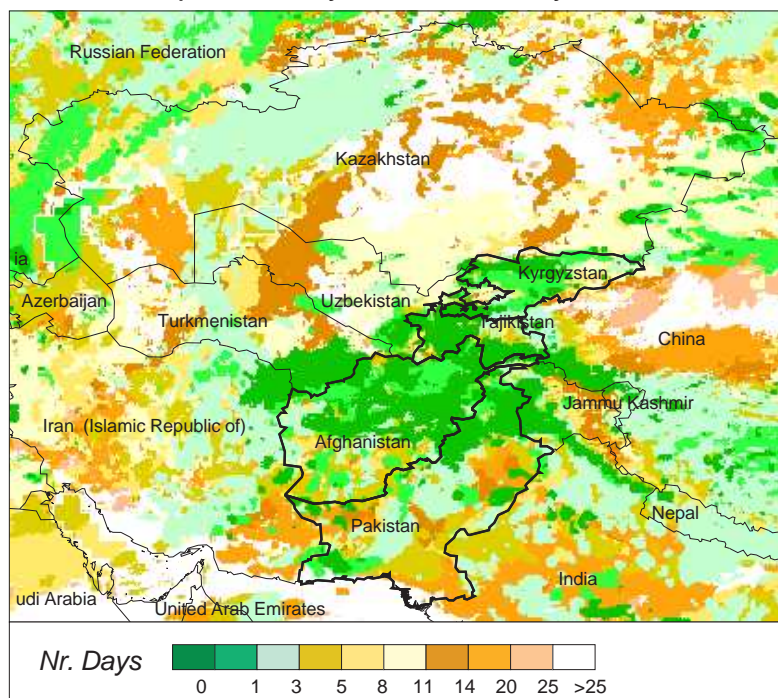 Russian Federation
Kazakhstan
ia
Kyrgyzstan
Azerbaijan
Uzbekistan
Turkmenistan
Tajikistan
China
Jammu Kashmir
Iran (Islamic Republic of)
Afghanistan
Nepal
Pakistan
India
udi Arabia
United Arab Emirates
Nr. Days
0 1 3 5 8 11 14 20 25 >25